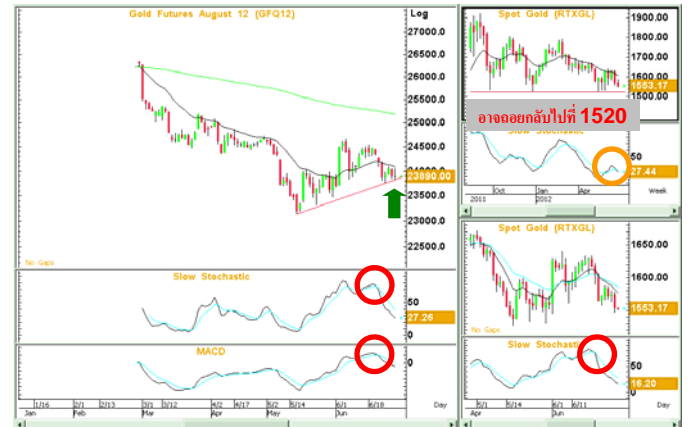 Gold Futures August 12 (GFQ12)
Log
27000.0
26500.0
26000.0
25500.0
25000.0
24500.0
24000.0
23890.00
23500.0
23000.0
22500.0
No Gaps
Slow Stochastic
50
27.26
0
MACD
0
1/16 2/1 2/13 3/1 3/12 4/2 4/17 5/2 5/14 6/1 6/18
Jan Feb Mar Apr May Jun
Day
Spot Gold (RTXGL)
1900.00
1800.00
1700.00
1600.00
1553.17
1500.00
อาจถอยกลับไปที่ 1520
Slow Stochastic
50
27.44
Oct Jan Apr
2011 2012
Week
Spot Gold (RTXGL)
1650.00
1600.00
1553.17
No Gaps
Slow Stochastic
50
16.20
0
5/1 5/14 6/1 6/11
Apr Jun
Day